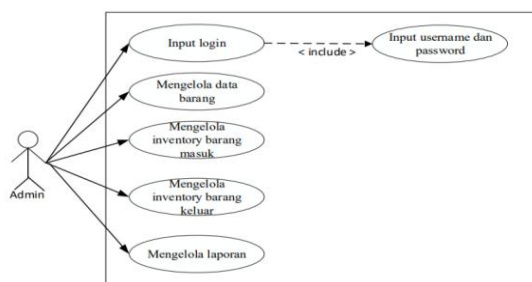 Input login
< include >
Input username dan
password
Mengelola data
barang
Mengelola
inventory barang
masuk
Mengelola
inventory barang
keluar
Mengelola laporan
Admin